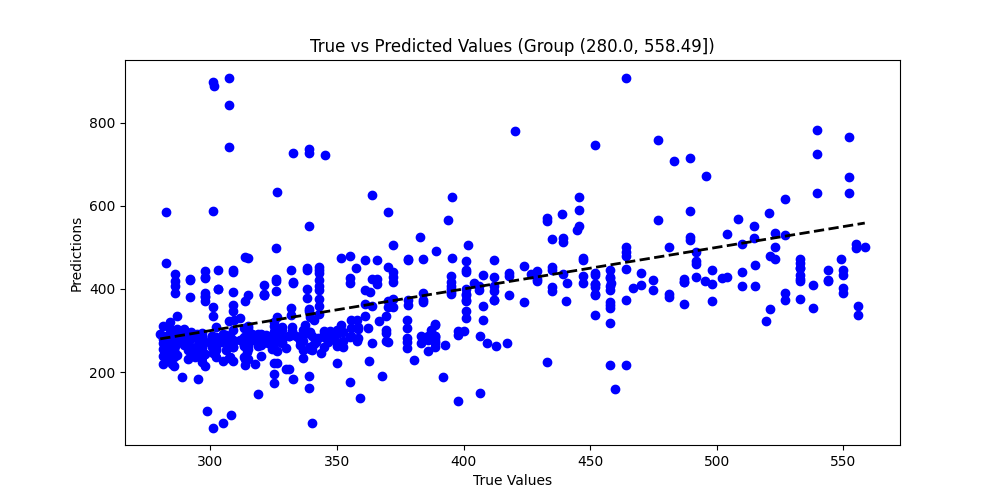 True vs Predicted Values (Group (280.0, 558.49])
800
600
400
200
Predictions
300 350 400 450 500 550
True Values